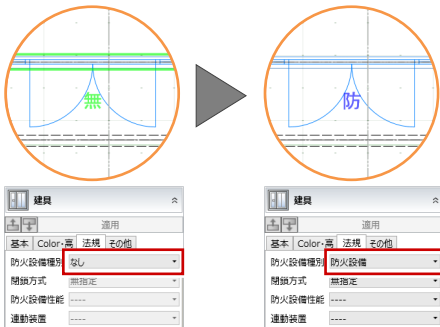 無
防
建具
適用
基本 Color・高 法規 その他
防火設備種別 なし
閉鎖方式 無指定
防火設備性能 ----
連動装置 ----
建具
適用
基本 Color・高 法規 その他
防火設備種別 防火設備
閉鎖方式 無指定
防火設備性能 ----
連動装置 ----